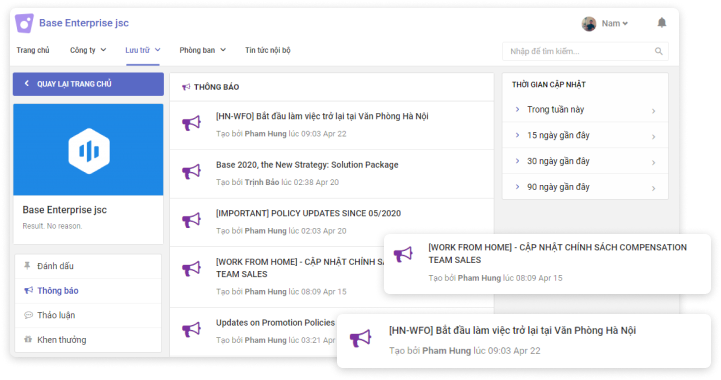 Base Enterprise jsc
Nam
Trang chủ Công ty Lưu trữ Phòng ban Tin tức nội bộ
Nhập để tìm kiếm...
QUAY LẠI TRANG CHỦ
Base Enterprise jsc
Result. No reason.
Đánh dấu
Thông báo
Thảo luận
Khen thưởng
THÔNG BÁO
[HN-WFO] Bắt đầu làm việc trở lại tại Văn Phòng Hà Nội
Tạo bởi Pham Hung lúc 09:03 Apr 22
Base 2020, the New Strategy: Solution Package
Tạo bởi Trịnh Bảo lúc 02:38 Apr 20
[IMPORTANT] POLICY UPDATES SINCE 05/2020
Tạo bởi Pham Hung lúc 02:03 Apr 20
[WORK FROM HOME] - CẬP NHẬT CHÍNH
TEAM SALES
Tạo bởi Pham Hung lúc 08:09 Apr 15
Updates on Promotion Policies
Tạo bởi Pham Hung lúc 03:21 Apr
THỜI GIAN CẬP NHẬT
Trong tuần này
15 ngày gần đây
30 ngày gần đây
90 ngày gần đây
[WORK FROM HOME] - CẬP NHẬT CHÍNH SÁCH COMPENSATION
TEAM SALES
Tạo bởi Pham Hung lúc 08:09 Apr 15
[HN-WFO] Bắt đầu làm việc trở lại tại Văn Phòng Hà Nội
Tạo bởi Pham Hung lúc 09:03 Apr 22